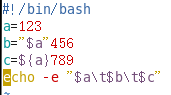 #!/bin/bash
a=123
b="$a"456
c=${a}789
echo -e "$a\t$b\t$c"
~